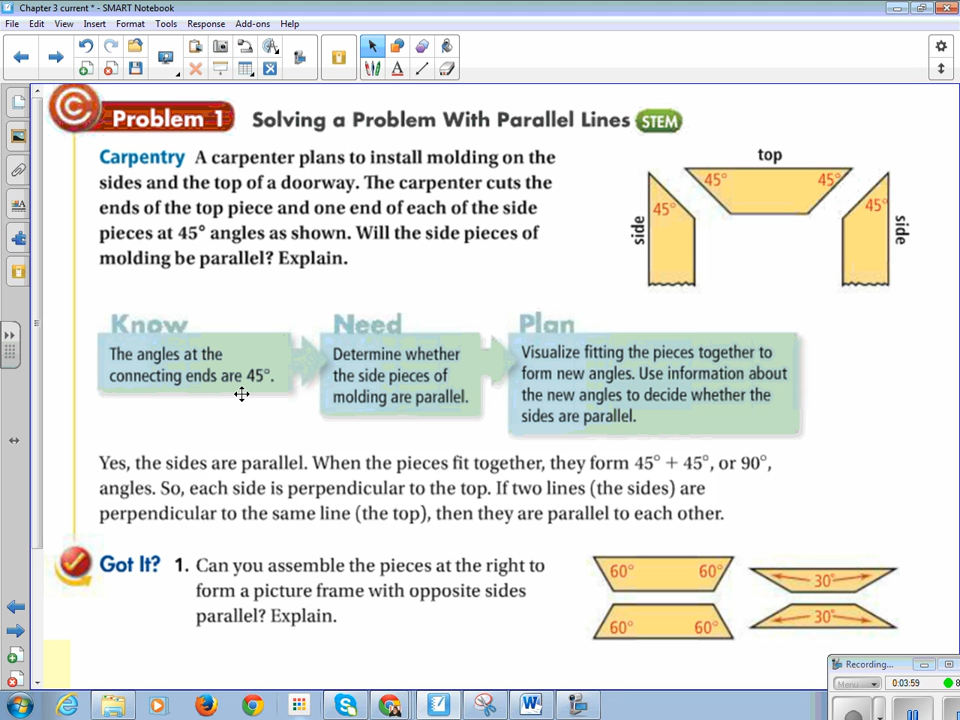 Chapter 3 current * - SMART Notebook
File Edit View Insert Format Tools Response Add-ons Help
Problem 1 Solving a Problem With Parallel Lines STEM
Carpentry A carpenter plans to install molding on the
sides and the top of a doorway. The carpenter cuts the
ends of the top piece and one end of each of the side
pieces at 45° angles as shown. Will the side pieces of
molding be parallel? Explain.
top
45° 45°
45° 45°
side side
Know
The angles at the
connecting ends are 45°.
Need
Determine whether
the side pieces of
molding are parallel.
Plan
Visualize fitting the pieces together to
form new angles. Use information about
the new angles to decide whether the
sides are parallel.
Yes, the sides are parallel. When the pieces fit together, they form 45° + 45°, or 90°,
angles. So, each side is perpendicular to the top. If two lines (the sides) are
perpendicular to the same line (the top), then they are parallel to each other.
Got It? 1. Can you assemble the pieces at the right to
form a picture frame with opposite sides
parallel? Explain.
60° 60° 30°
60° 60° 30°
Recording...
Menu 0:03:59 8